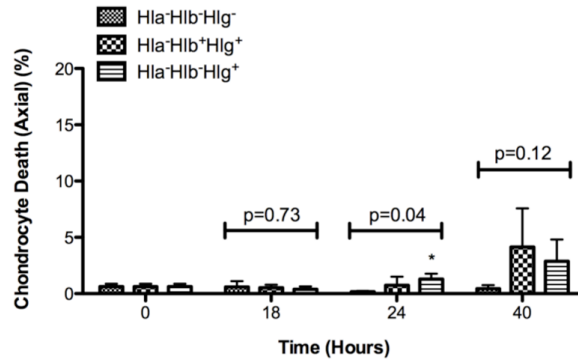 Hla⁻Hlb⁻Hlg⁻
Hla⁻Hlb⁺Hlg⁺
Hla⁻Hlb⁻Hlg⁺
Chondrocyte Death (Axial) (%)
20
15
10
5
0
p=0.73
p=0.04
p=0.12
*
0
18
24
40
Time (Hours)